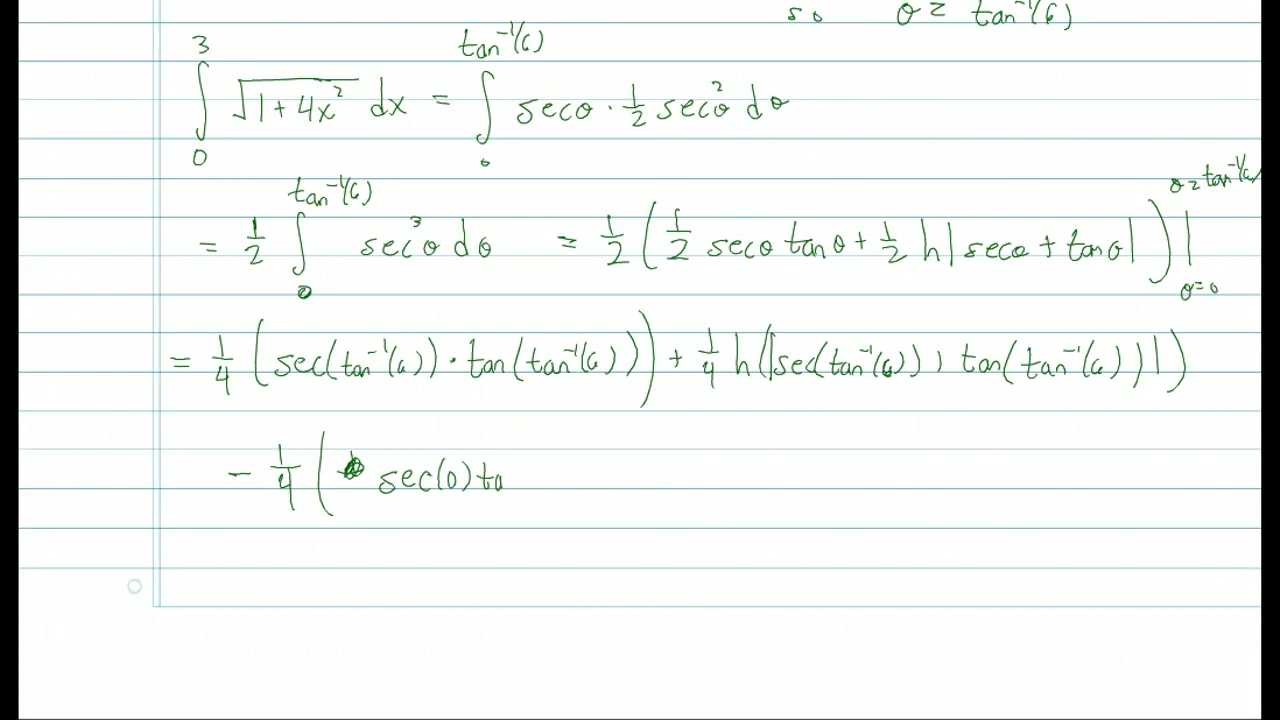 so θ = tan⁻¹(6)
∫₀³ √(1+4x²) dx = ∫₀^(tan⁻¹(6)) secθ · 1/2 sec²θ dθ
= 1/2 ∫₀^(tan⁻¹(6)) sec³θ dθ = 1/2 (1/2 secθ tanθ + 1/2 ln|secθ + tanθ|) |_(θ=0)^(θ=tan⁻¹(6))
= 1/4 (sec(tan⁻¹(6)) · tan(tan⁻¹(6))) + 1/4 ln(|sec(tan⁻¹(6)) + tan(tan⁻¹(6))|)
- 1/4 ( sec(0) ta